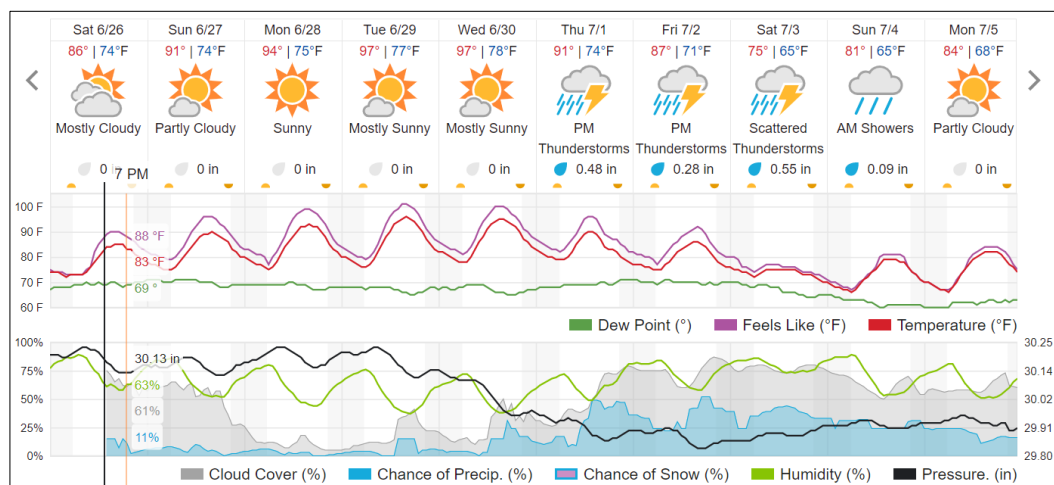 Sat 6/26 Sun 6/27 Mon 6/28 Tue 6/29 Wed 6/30 Thu 7/1 Fri 7/2 Sat 7/3 Sun 7/4 Mon 7/5
86° | 74°F 91° | 74°F 94° | 75°F 97° | 77°F 97° | 78°F 91° | 74°F 87° | 71°F 75° | 65°F 81° | 65°F 84° | 68°F
Mostly Cloudy Partly Cloudy Sunny Mostly Sunny Mostly Sunny PM Thunderstorms PM Thunderstorms Scattered Thunderstorms AM Showers Partly Cloudy
0 in 0 in 0 in 0 in 0 in 0.48 in 0.28 in 0.55 in 0.09 in 0 in
7 PM
100 F
90 F
88 °F
80 F
83 °F
70 F
69 °
60 F
Dew Point (°) Feels Like (°F) Temperature (°F)
100% 30.25
30.13 in
75% 30.14
63%
50% 30.02
61%
25% 29.91
11%
0% 29.80
Cloud Cover (%) Chance of Precip. (%) Chance of Snow (%) Humidity (%) Pressure. (in)